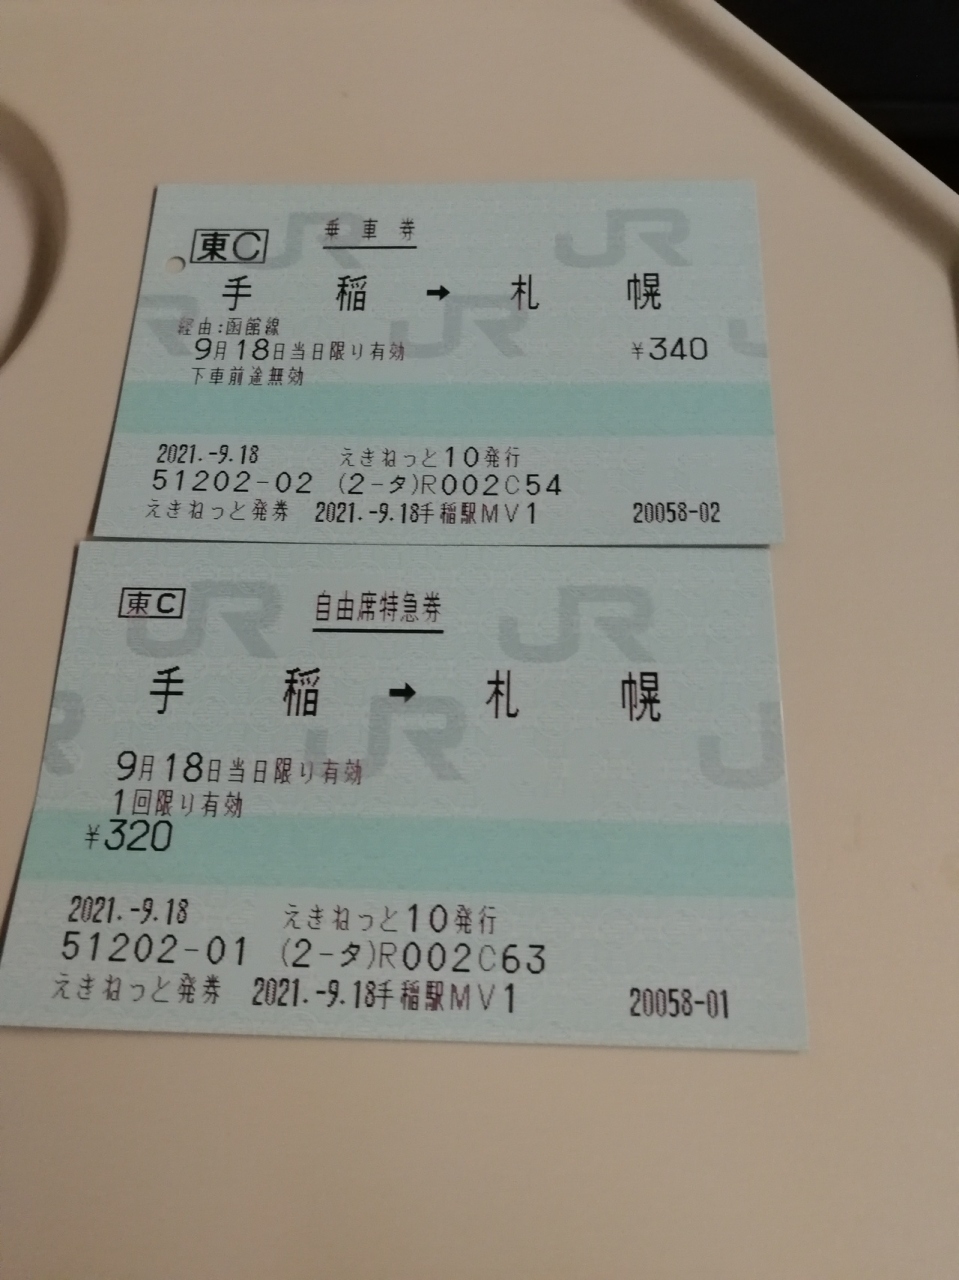 乗車券
東C
手稲→札幌
経由:函館線
9月18日当日限り有効 ¥340
下車前途無効
2021.-9.18 えきねっと10発行
51202-02 (2-タ)R002C54
えきねっと発券 2021.-9.18手稲駅MV1 20058-02
東C 自由席特急券
手稲→札幌
9月18日当日限り有効
1回限り有効
¥320
2021.-9.18 えきねっと10発行
51202-01 (2-タ)R002C63
えきねっと発券 2021.-9.18手稲駅MV1 20058-01